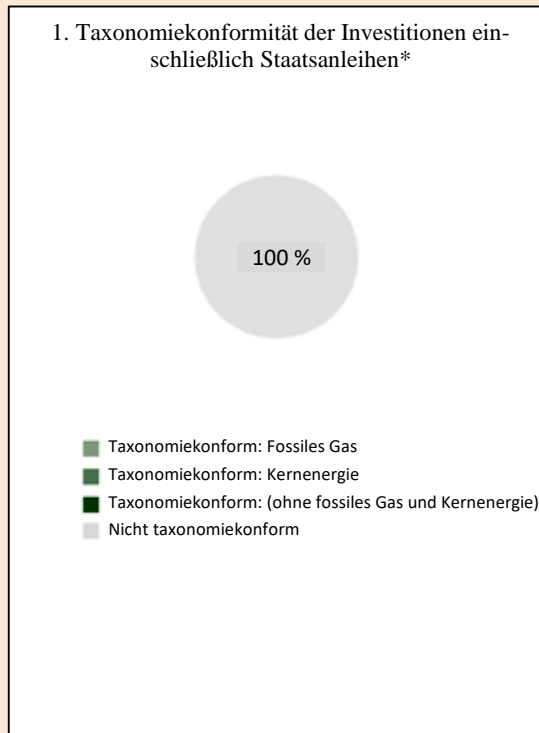 1. Taxonomiekonformität der Investitionen ein-
schließlich Staatsanleihen*
100 %
Taxonomiekonform: Fossiles Gas
Taxonomiekonform: Kernenergie
Taxonomiekonform: (ohne fossiles Gas und Kernenergie)
Nicht taxonomiekonform